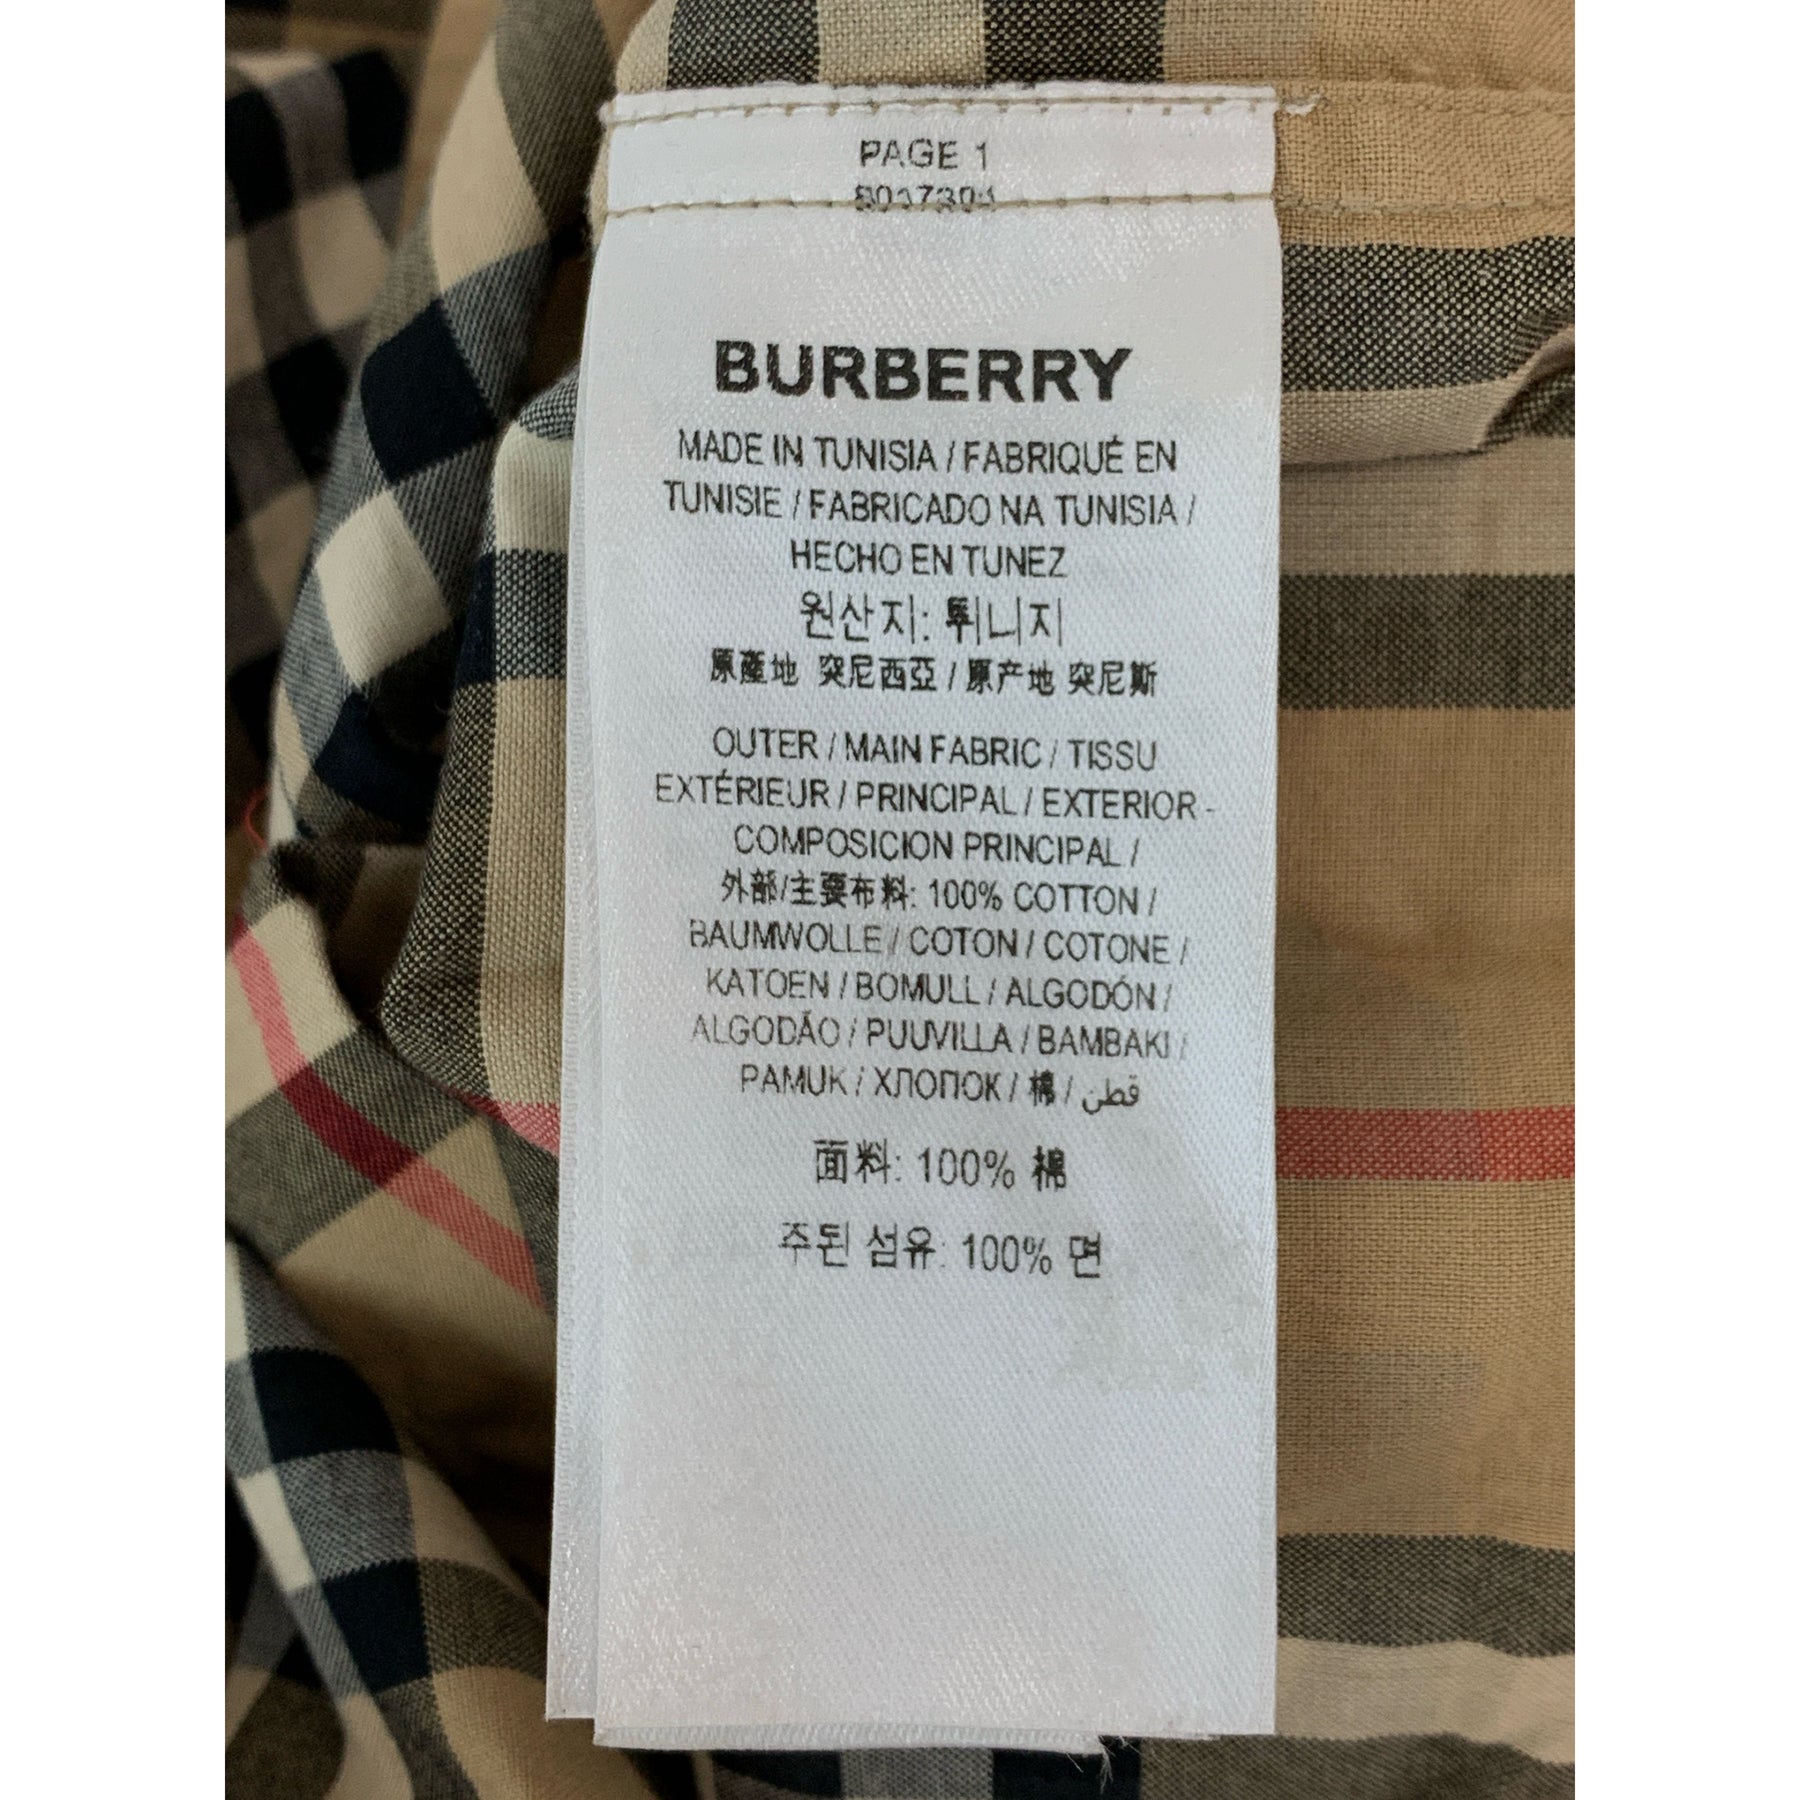 PAGE 1
BURBERRY
MADE IN TUNISIA / FABRIQUÉ EN
TUNISIE / FABRICADO NA TUNISIA /
HECHO EN TUNEZ
원산지: 튀니지
原產地 突尼西亞 / 原产地 突尼斯
OUTER / MAIN FABRIC / TISSU
EXTÉRIEUR / PRINCIPAL / EXTERIOR -
COMPOSICION PRINCIPAL /
外部/主要布料: 100% COTTON /
BAUMWOLLE / COTON / COTONE /
KATOEN / BOMULL / ALGODÓN /
ALGODÃO / PUUVILLA / BAMBAKI /
PAMUK / ХЛОПОК / 棉 / قطن
面料: 100% 棉
주된 섬유: 100% 면